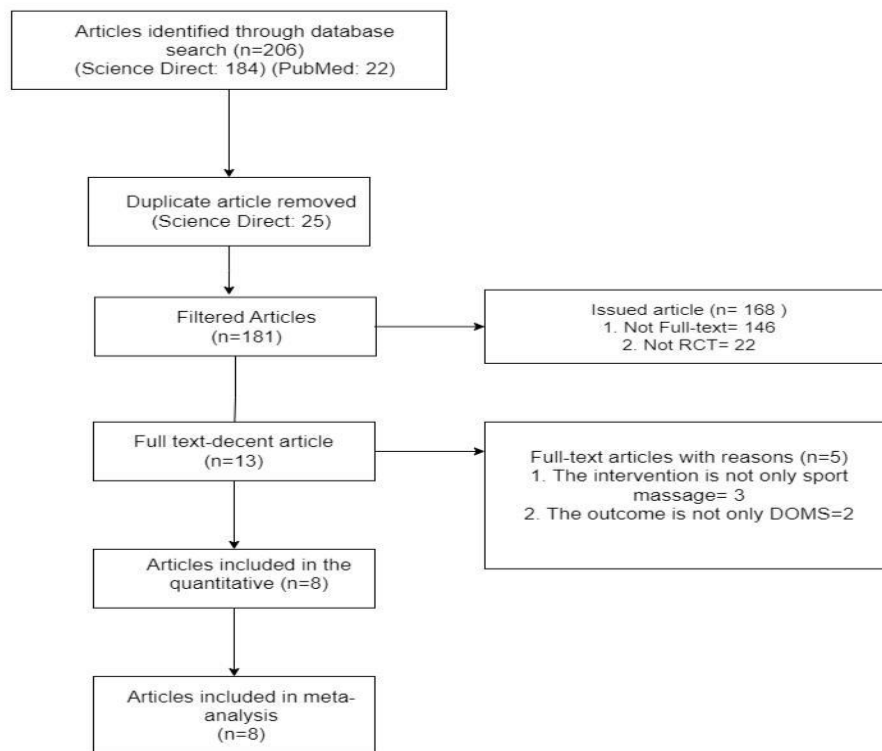 Articles identified through database
search (n=206)
(Science Direct: 184) (PubMed: 22)
Duplicate article removed
(Science Direct: 25)
Filtered Articles
(n=181)
Issued article (n= 168 )
1. Not Full-text= 146
2. Not RCT= 22
Full text-decent article
(n=13)
Full-text articles with reasons (n=5)
1. The intervention is not only sport
massage= 3
2. The outcome is not only DOMS=2
Articles included in the
quantitative (n=8)
Articles included in meta-
analysis
(n=8)